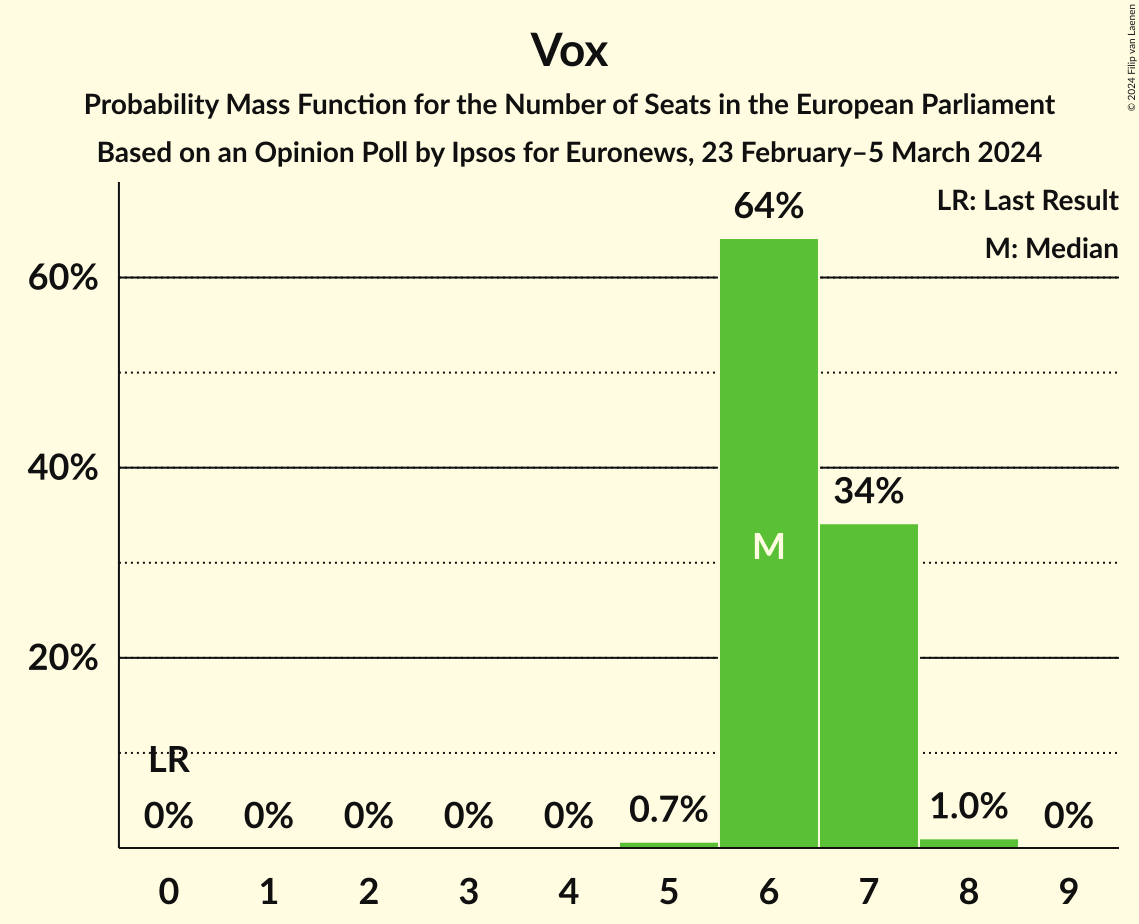 Vox
Probability Mass Function for the Number of Seats in the European Parliament
Based on an Opinion Poll by Ipsos for Euronews, 23 February–5 March 2024
© 2024 Filip van Laenen
LR: Last Result
M: Median
60%
40%
20%
64%
34%
M
LR
0% 0% 0% 0% 0% 0.7% 1.0% 0%
0 1 2 3 4 5 6 7 8 9